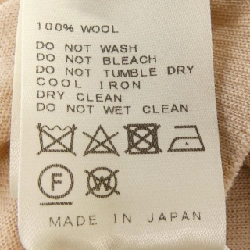 100% WOOL
DO NOT WASH
DO NOT BLEACH
DO NOT TUMBLE DRY
COOL IRON
DRY CLEAN
DO NOT WET CLEAN
F
W
MADE IN JAPAN